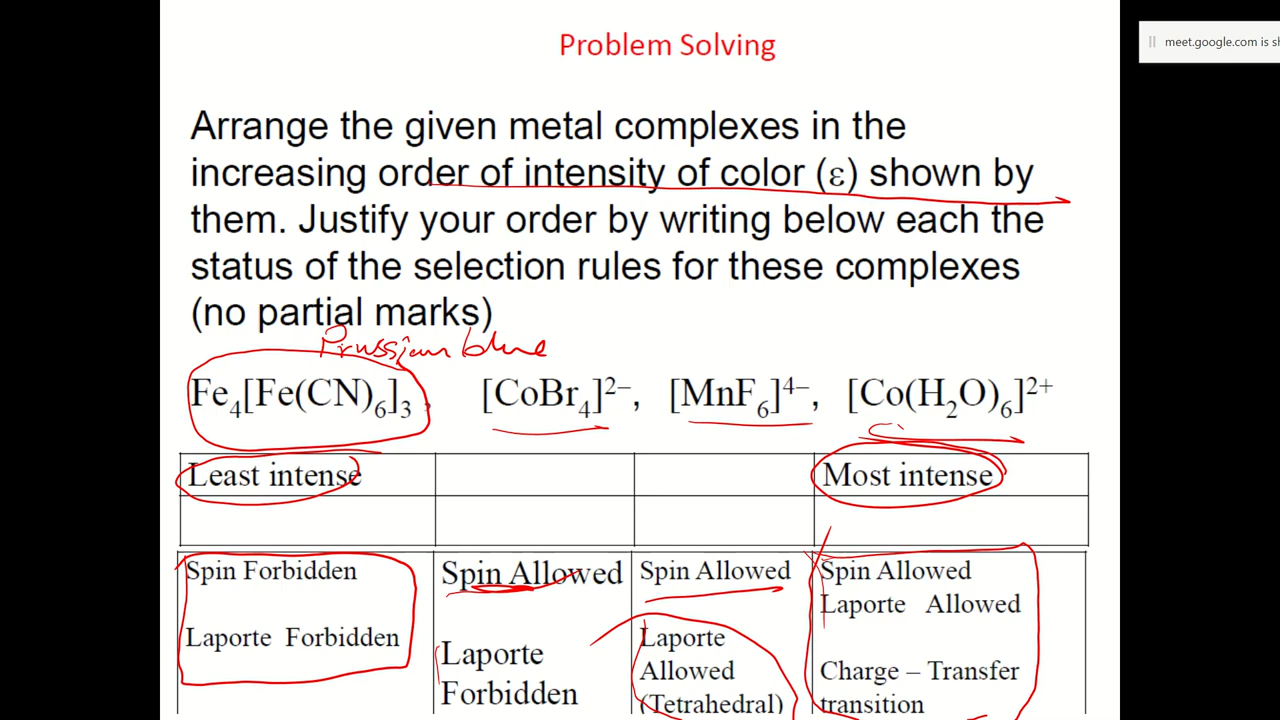 Problem Solving
meet.google.com is sh
Arrange the given metal complexes in the
increasing order of intensity of color (ε) shown by
them. Justify your order by writing below each the
status of the selection rules for these complexes
(no partial marks)
Prussian blue
Fe₄[Fe(CN)₆]₃ [CoBr₄]²⁻, [MnF₆]⁴⁻, [Co(H₂O)₆]²⁺
Least intense Most intense
Spin Forbidden Spin Allowed Spin Allowed Spin Allowed
Laporte Allowed
Laporte Forbidden Laporte Laporte
Forbidden Allowed Charge – Transfer
(Tetrahedral) transition